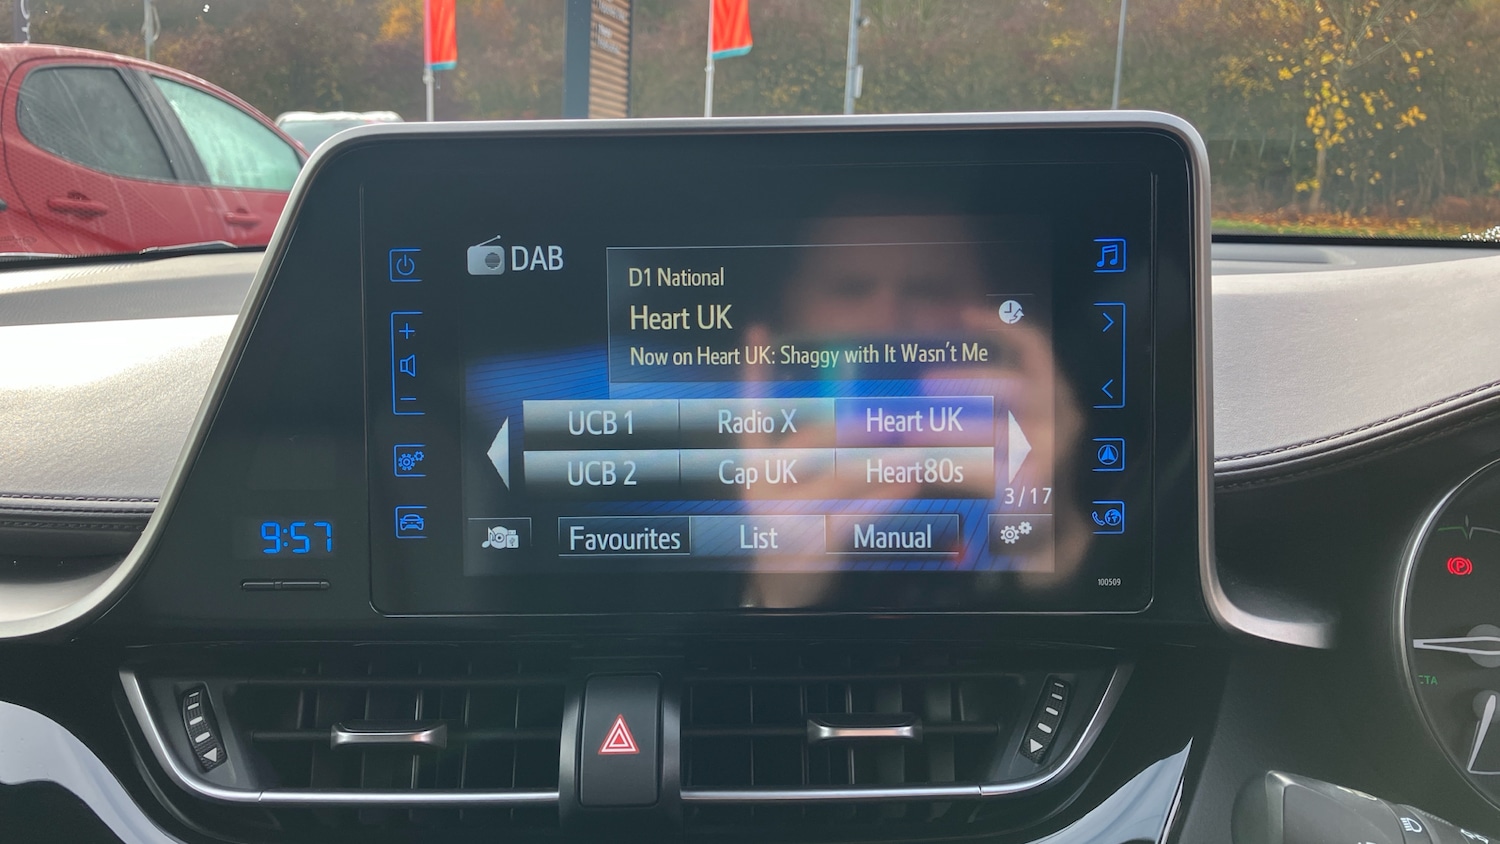 DAB
D1 National
Heart UK
Now on Heart UK: Shaggy with It Wasn't Me
UCB 1 Radio X Heart UK
UCB 2 Cap UK Heart80s
3/17
Favourites List Manual
9:57
100509
CTA